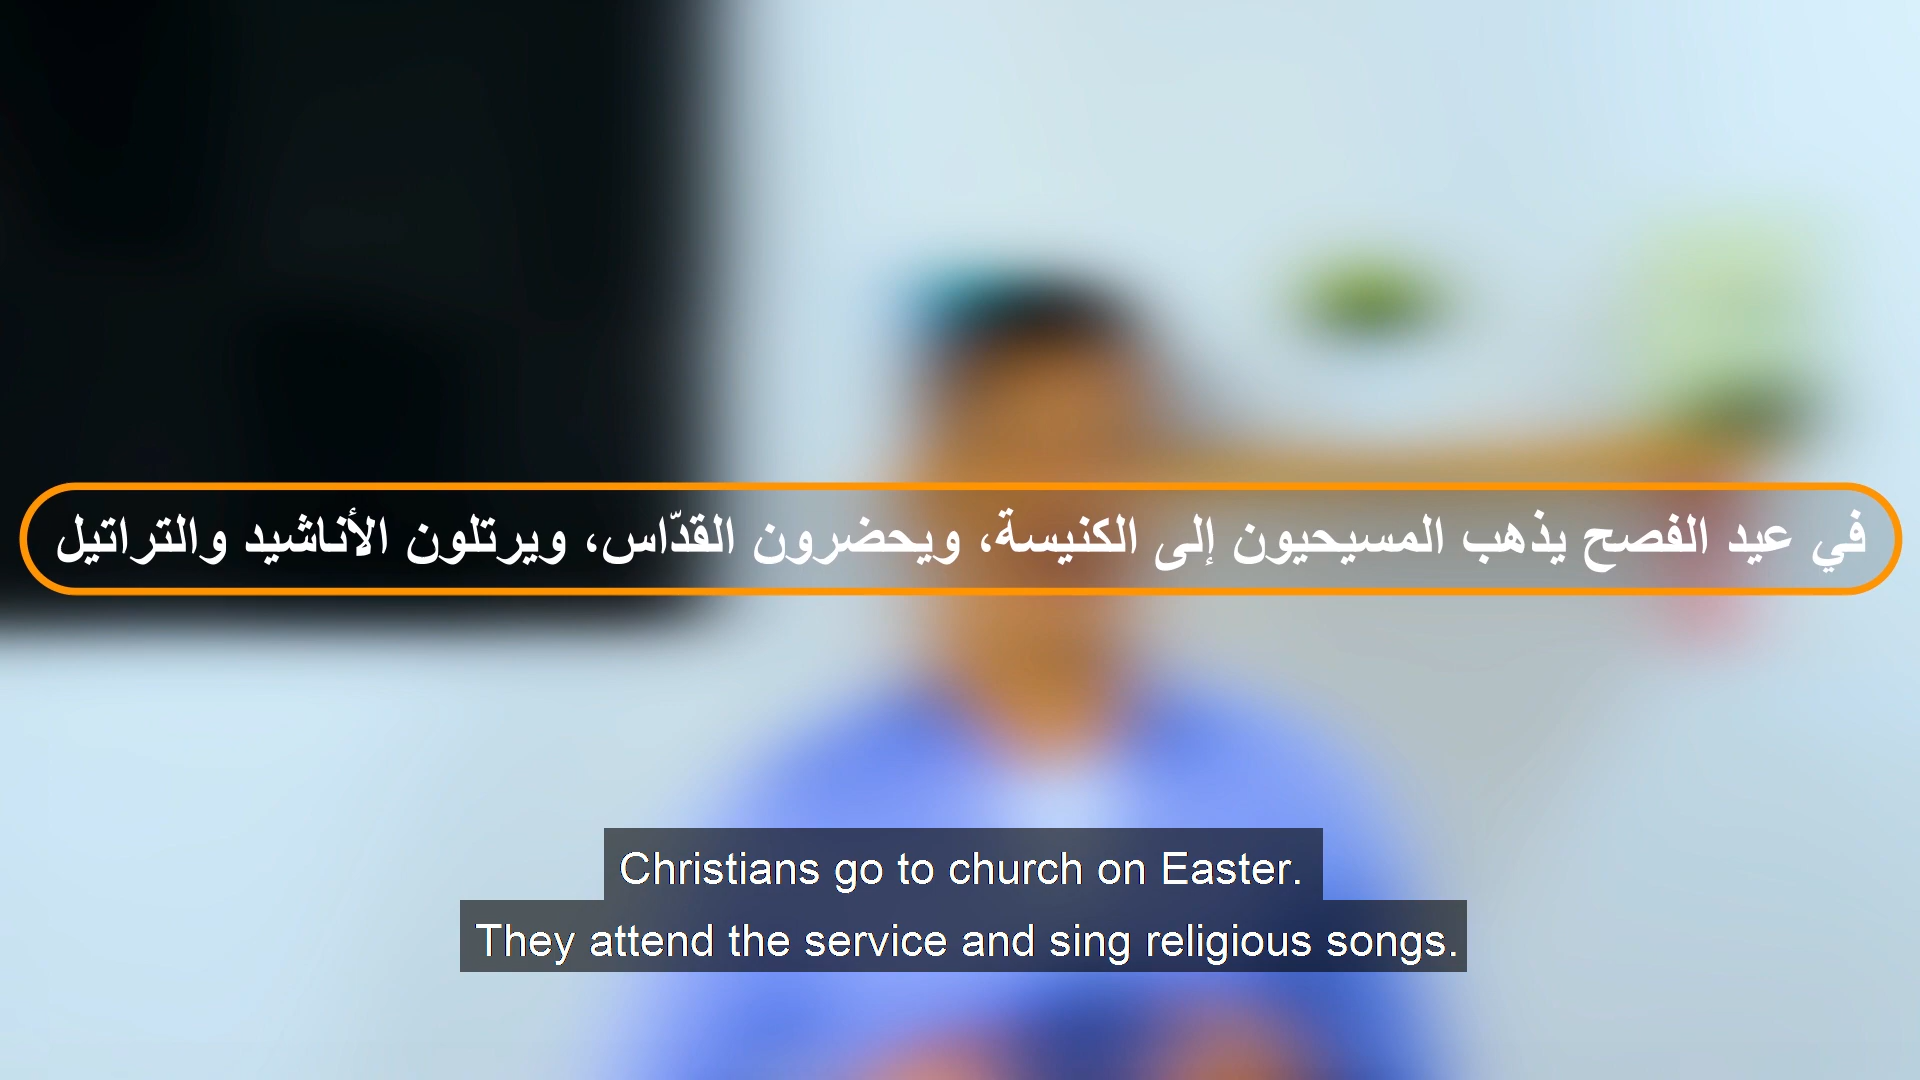 في عيد الفصح يذهب المسيحيون إلى الكنيسة، ويحضرون القدّاس، ويرتلون الأناشيد والتراتيل
Christians go to church on Easter.
They attend the service and sing religious songs.